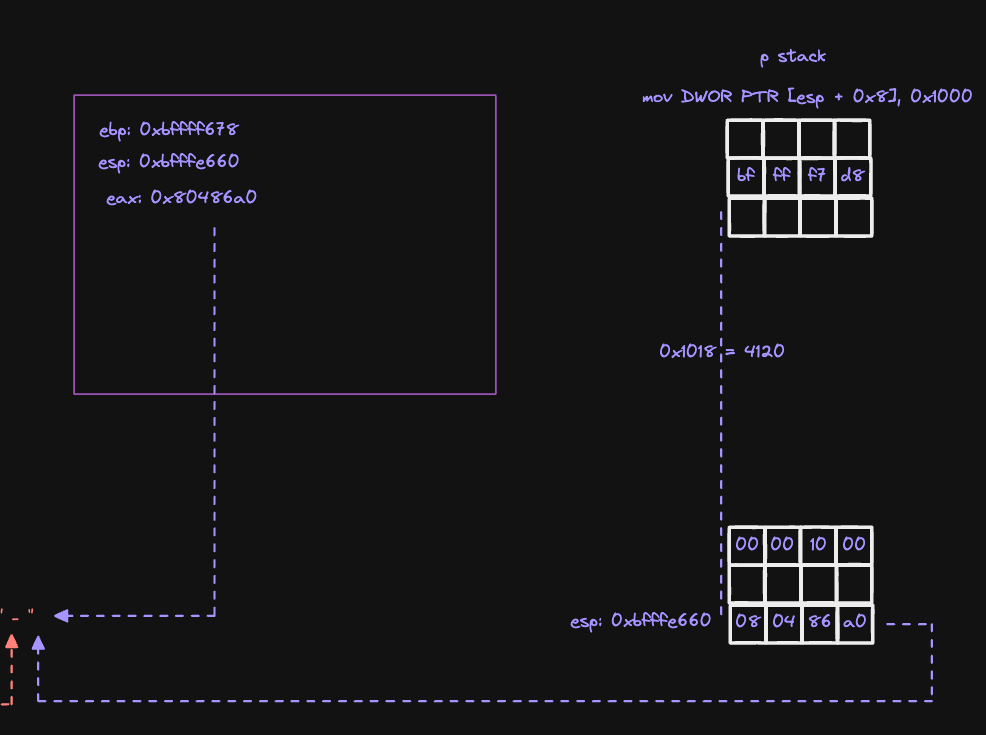 p stack
mov DWOR PTR [esp + 0x8], 0x1000
ebp: 0xbffff678
esp: 0xbfffe660
eax: 0x80486a0
bf ff f7 d8
0x1018 = 4120
00 00 10 00
" - "
esp: 0xbfffe660
08 04 86 a0